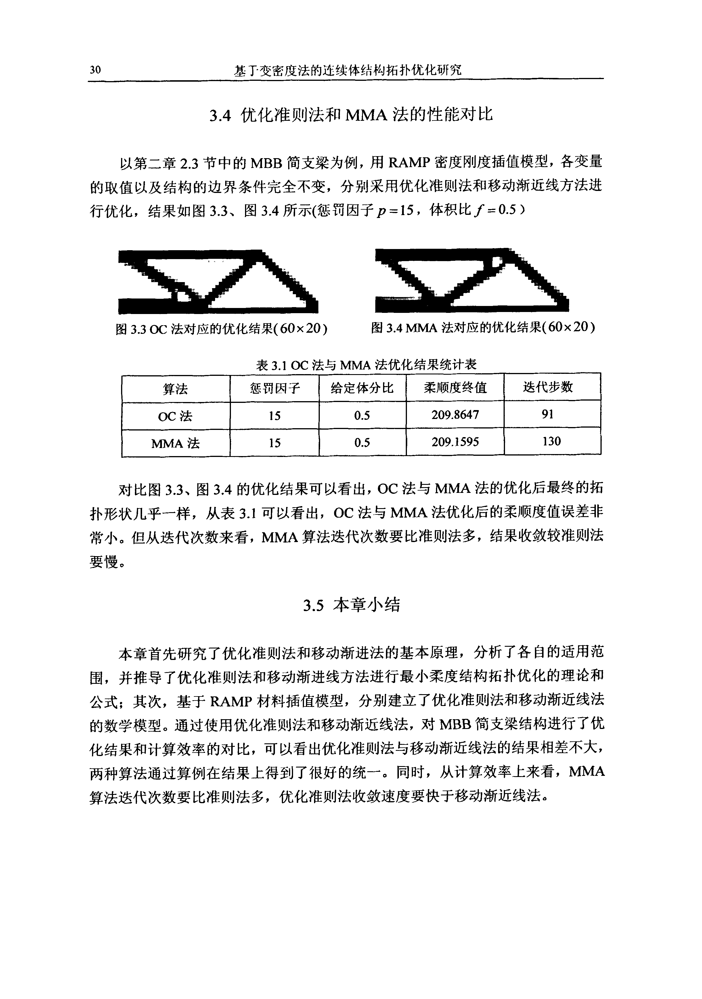 30
基于变密度法的连续体结构拓扑优化研究
3.4 优化准则法和 MMA 法的性能对比
以第二章 2.3 节中的 MBB 简支梁为例，用 RAMP 密度刚度插值模型，各变量
的取值以及结构的边界条件完全不变，分别采用优化准则法和移动渐近线方法进
行优化，结果如图 3.3、图 3.4 所示(惩罚因子 p=15，体积比 f=0.5）
图 3.3 OC 法对应的优化结果(60×20)
图 3.4 MMA 法对应的优化结果(60×20)
表 3.1 OC 法与 MMA 法优化结果统计表
算法 惩罚因子 给定体分比 柔顺度终值 迭代步数
OC 法 15 0.5 209.8647 91
MMA 法 15 0.5 209.1595 130
对比图 3.3、图 3.4 的优化结果可以看出，OC 法与 MMA 法的优化后最终的拓
扑形状几乎一样，从表 3.1 可以看出，OC 法与 MMA 法优化后的柔顺度值误差非
常小。但从迭代次数来看，MMA 算法迭代次数要比准则法多，结果收敛较准则法
要慢。
3.5 本章小结
本章首先研究了优化准则法和移动渐进法的基本原理，分析了各自的适用范
围，并推导了优化准则法和移动渐进线方法进行最小柔度结构拓扑优化的理论和
公式；其次，基于 RAMP 材料插值模型，分别建立了优化准则法和移动渐近线法
的数学模型。通过使用优化准则法和移动渐近线法，对 MBB 简支梁结构进行了优
化结果和计算效率的对比，可以看出优化准则法与移动渐近线法的结果相差不大，
两种算法通过算例在结果上得到了很好的统一。同时，从计算效率上来看，MMA
算法迭代次数要比准则法多，优化准则法收敛速度要快于移动渐近线法。